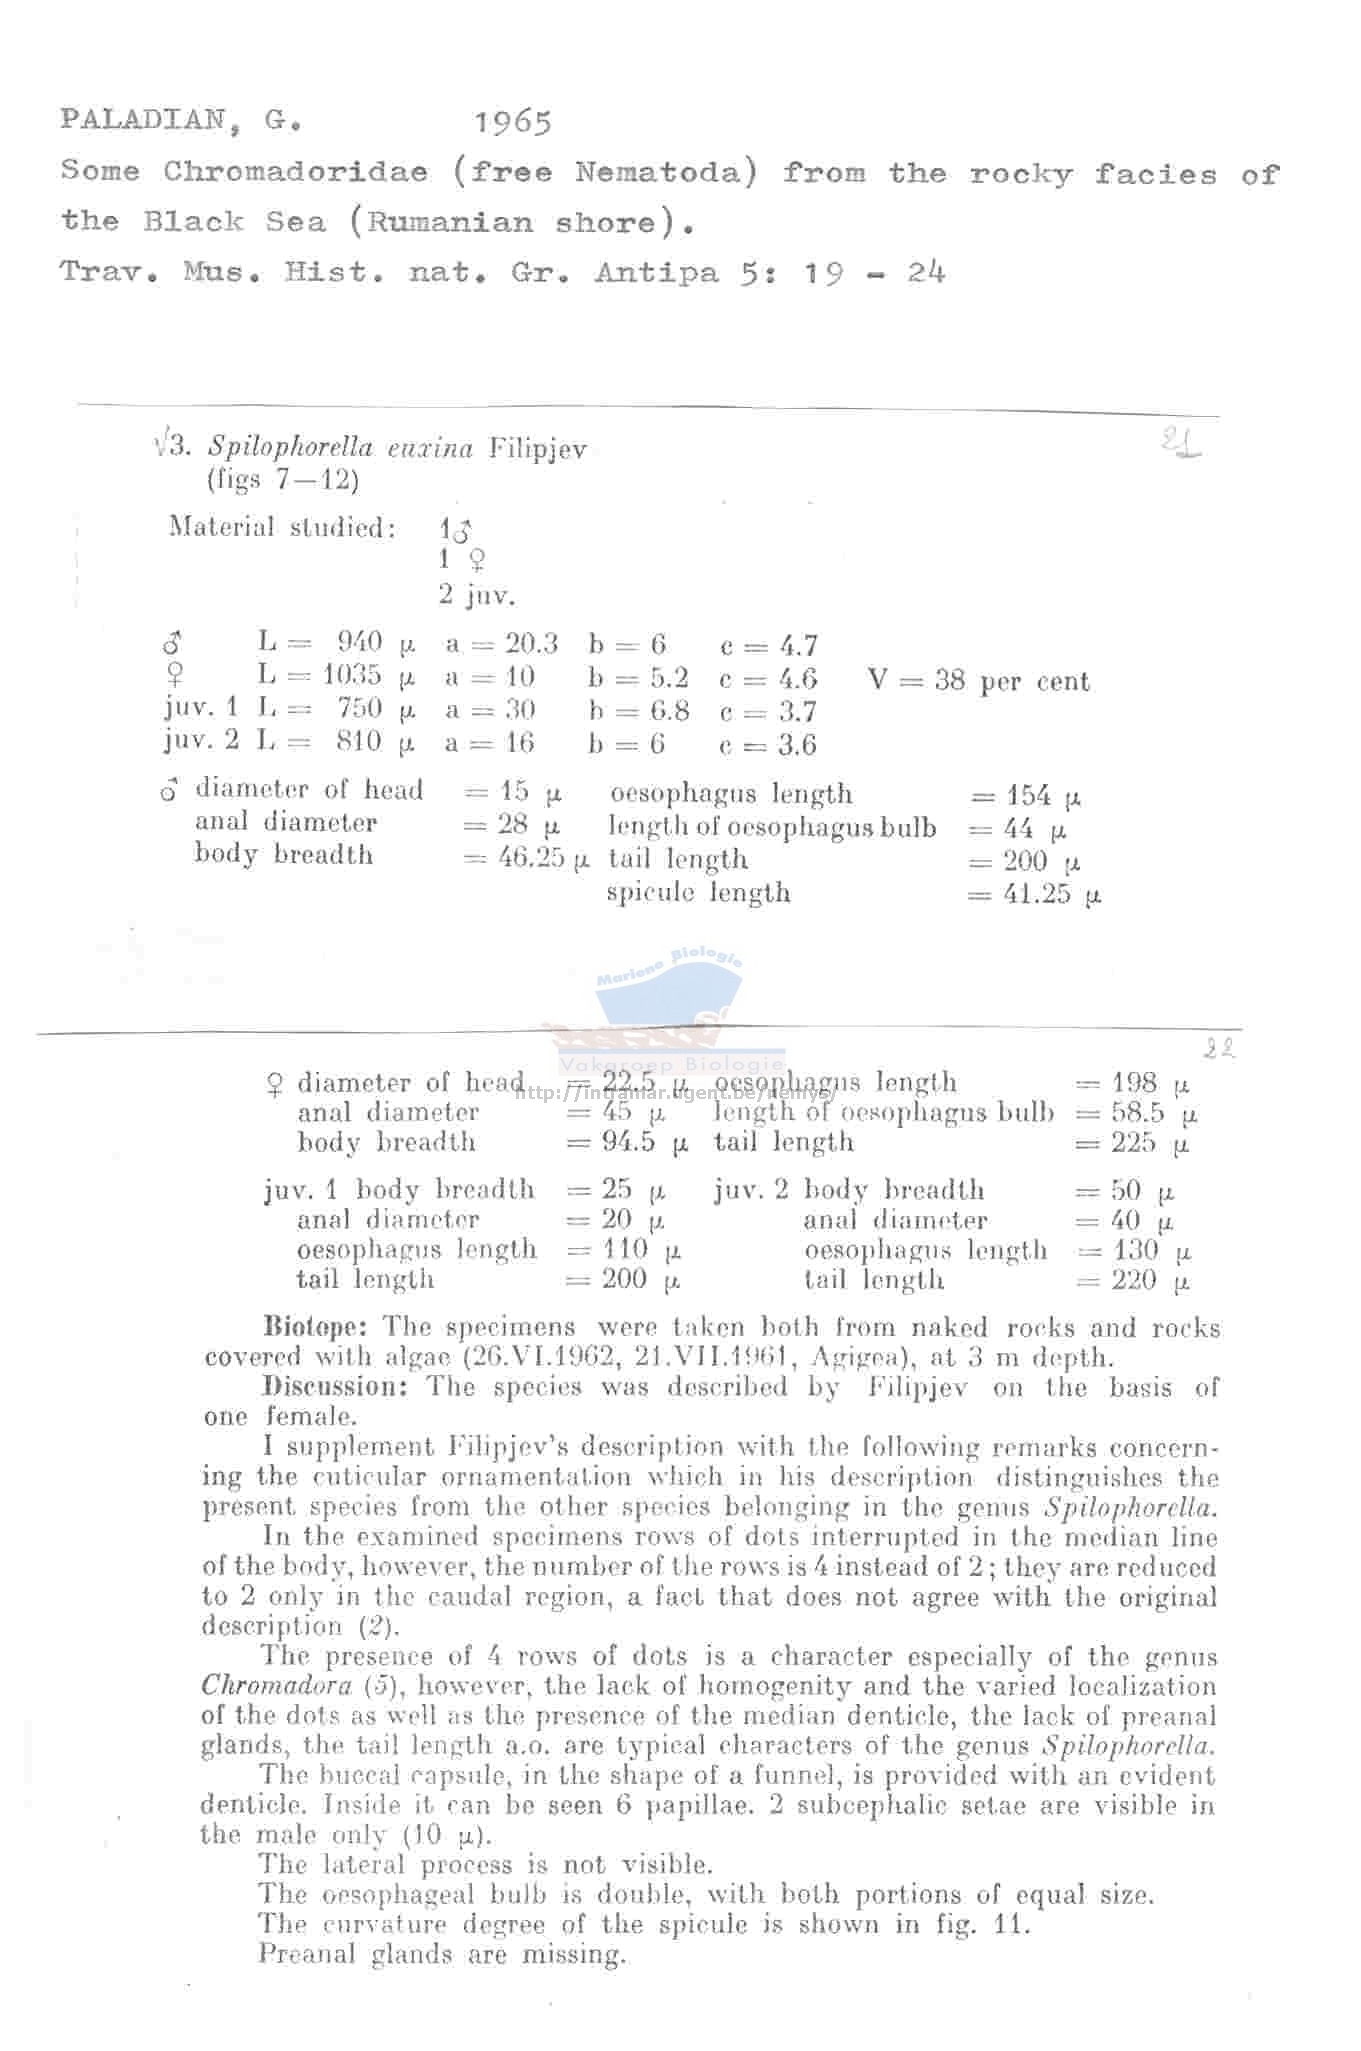 PALADIAN, G. 1965
Some Chromadoridae (free Nematoda) from the rocky facies of
the Black Sea (Rumanian shore).
Trav. Mus. Hist. nat. Gr. Antipa 5: 19 - 24
21
√3. Spilophorella euxina Filipjev
(figs 7—12)
Material studied: 1♂
1 ♀
2 juv.
♂ L = 940 μ a = 20.3 b = 6 c = 4.7
♀ L = 1035 μ a = 10 b = 5.2 c = 4.6 V = 38 per cent
juv. 1 L = 750 μ a = 30 b = 6.8 c = 3.7
juv. 2 L = 810 μ a = 16 b = 6 c = 3.6
♂ diameter of head = 15 μ oesophagus length = 154 μ
anal diameter = 28 μ length of oesophagus bulb = 44 μ
body breadth = 46.25 μ tail length = 200 μ
spicule length = 41.25 μ
Mariene Biologie
Vakgroep Biologie
http://intramar.ugent.be/nemys/
22
♀ diameter of head = 22.5 μ oesophagus length = 198 μ
anal diameter = 45 μ length of oesophagus bulb = 58.5 μ
body breadth = 94.5 μ tail length = 225 μ
juv. 1 body breadth = 25 μ juv. 2 body breadth = 50 μ
anal diameter = 20 μ anal diameter = 40 μ
oesophagus length = 110 μ oesophagus length = 130 μ
tail length = 200 μ tail length = 220 μ
Biotope: The specimens were taken both from naked rocks and rocks
covered with algae (26.VI.1962, 21.VII.1961, Agigea), at 3 m depth.
Discussion: The species was described by Filipjev on the basis of
one female.
I supplement Filipjev's description with the following remarks concern-
ing the cuticular ornamentation which in his description distinguishes the
present species from the other species belonging in the genus Spilophorella.
In the examined specimens rows of dots interrupted in the median line
of the body, however, the number of the rows is 4 instead of 2; they are reduced
to 2 only in the caudal region, a fact that does not agree with the original
description (2).
The presence of 4 rows of dots is a character especially of the genus
Chromadora (5), however, the lack of homogenity and the varied localization
of the dots as well as the presence of the median denticle, the lack of preanal
glands, the tail length a.o. are typical characters of the genus Spilophorella.
The buccal capsule, in the shape of a funnel, is provided with an evident
denticle. Inside it can be seen 6 papillae. 2 subcephalic setae are visible in
the male only (10 μ).
The lateral process is not visible.
The oesophageal bulb is double, with both portions of equal size.
The curvature degree of the spicule is shown in fig. 11.
Preanal glands are missing.